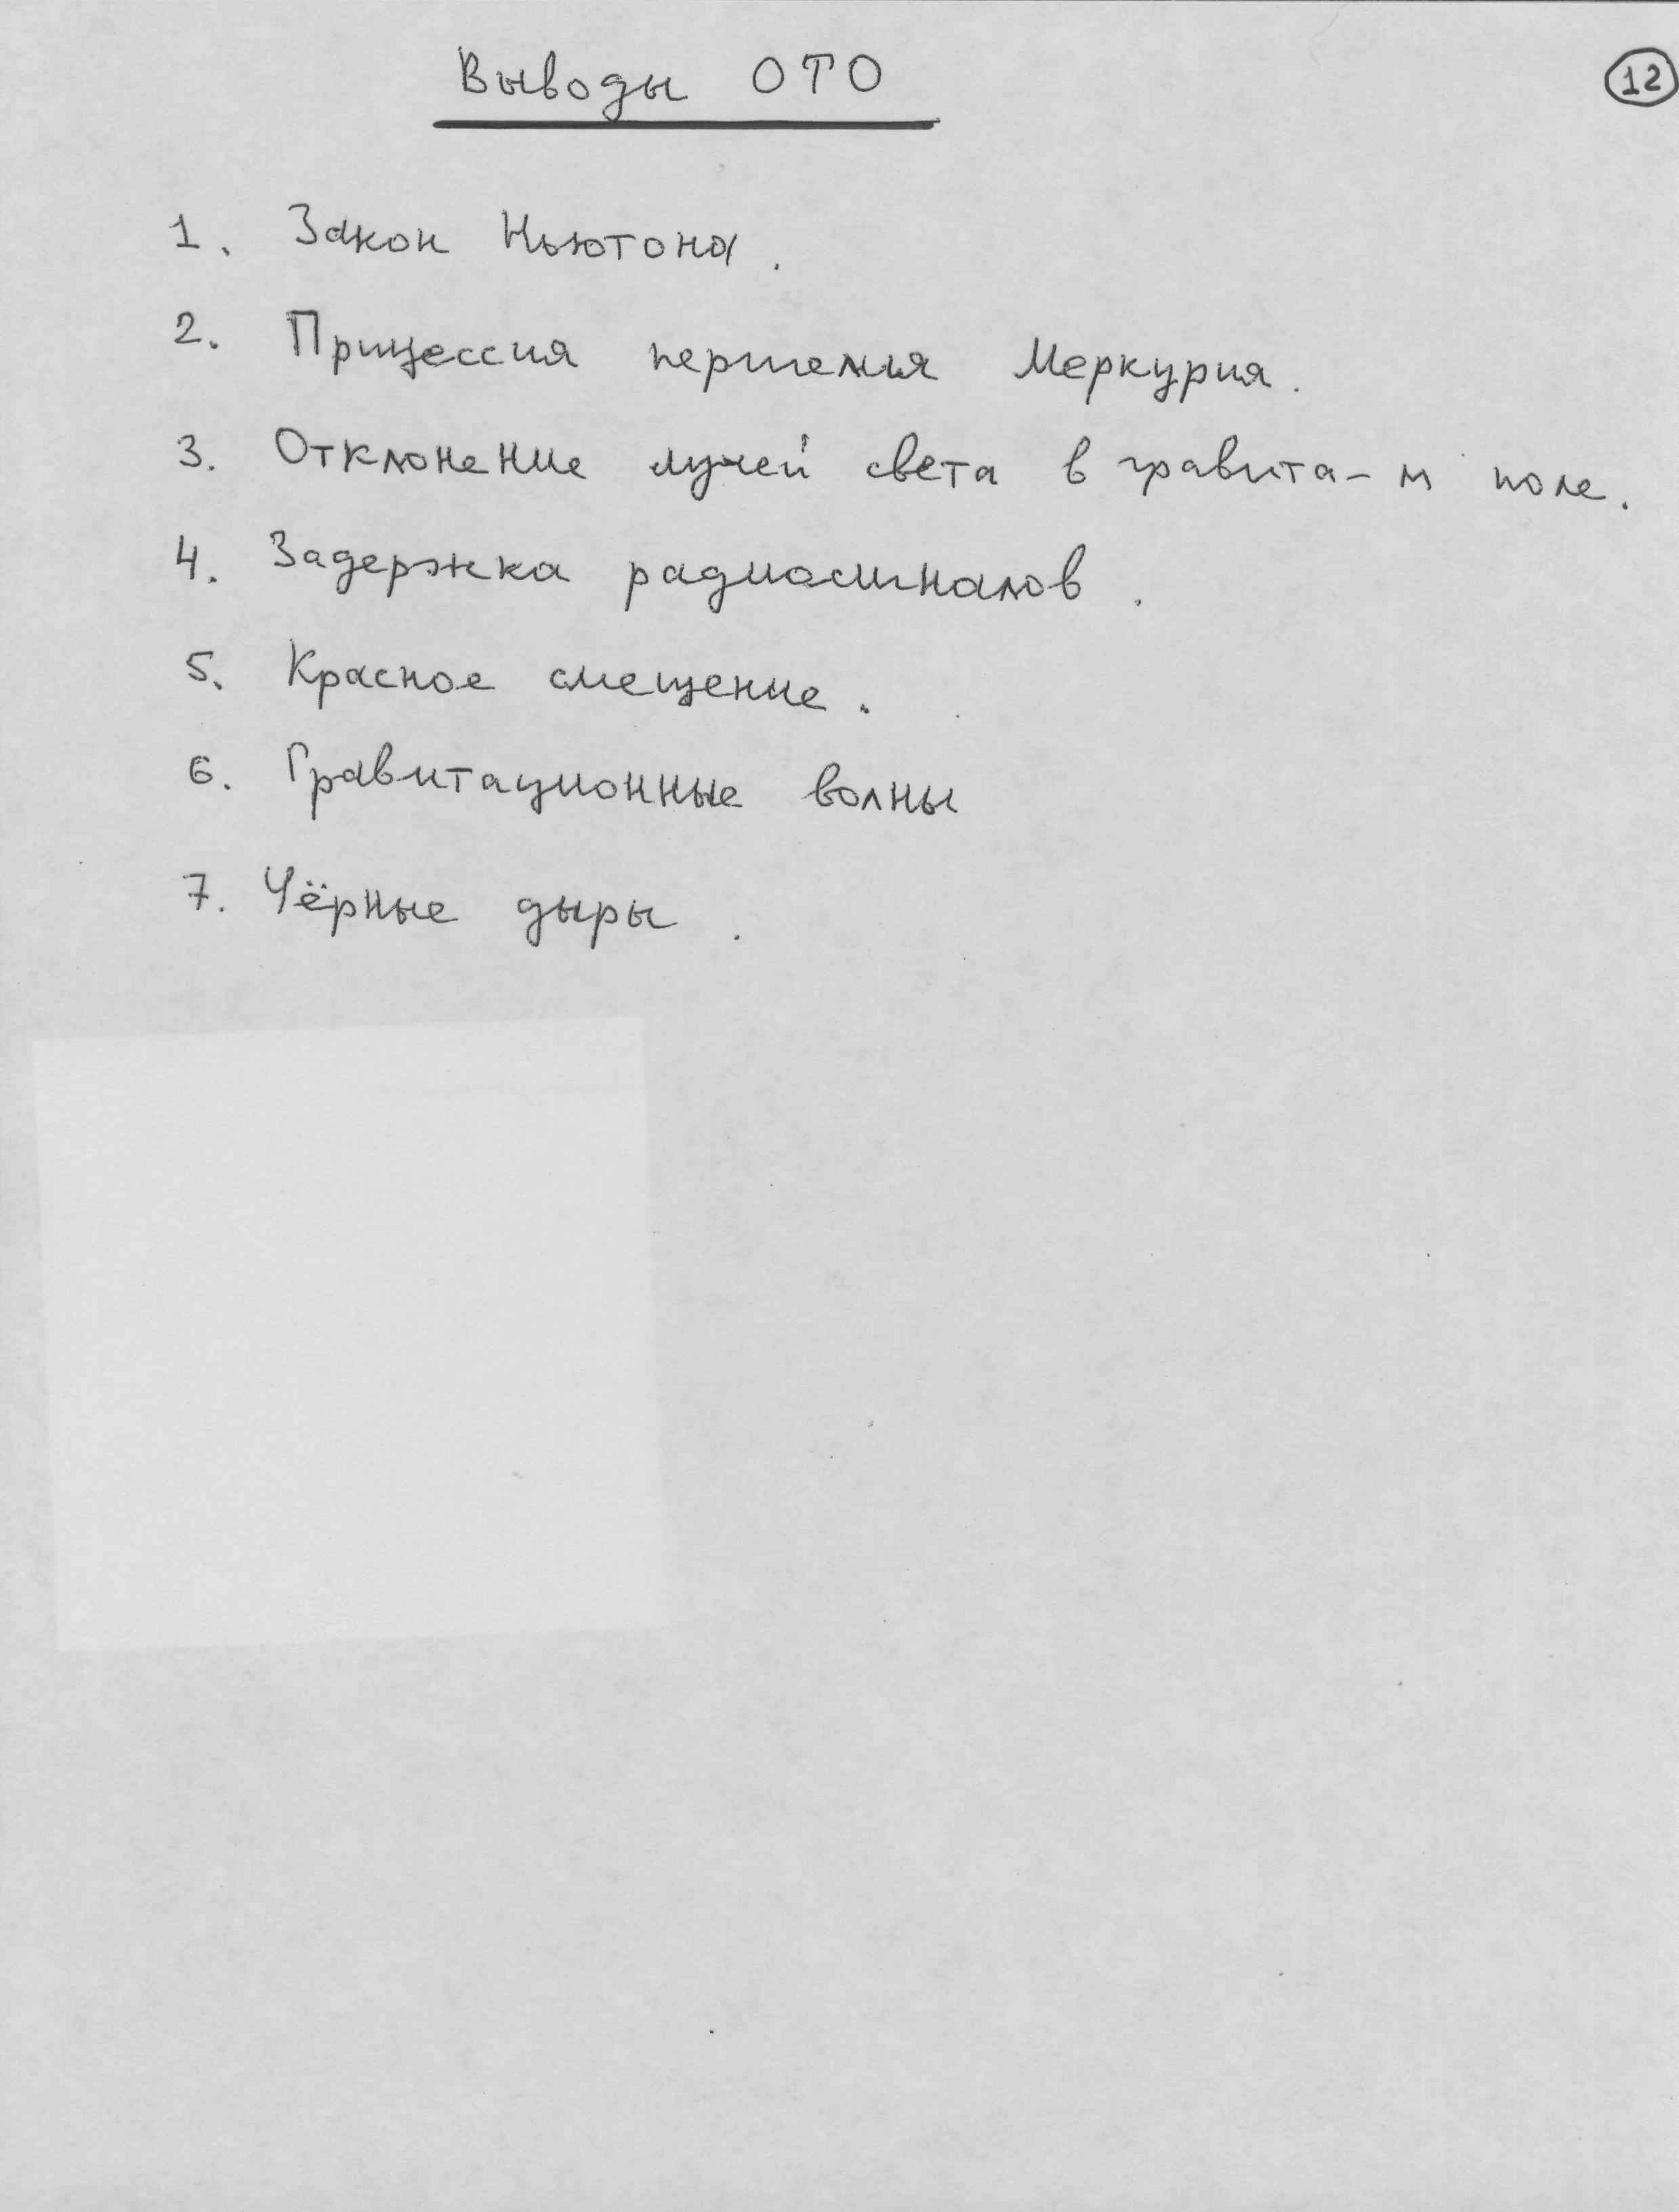 Выводы ОТО
12
1. Закон Ньютона.
2. Прицессия перигелия Меркурия.
3. Отклонение лучей света в гравита-м поле.
4. Задержка радиосигналов.
5. Красное смещение.
6. Гравитационные волны
7. Чёрные дыры.